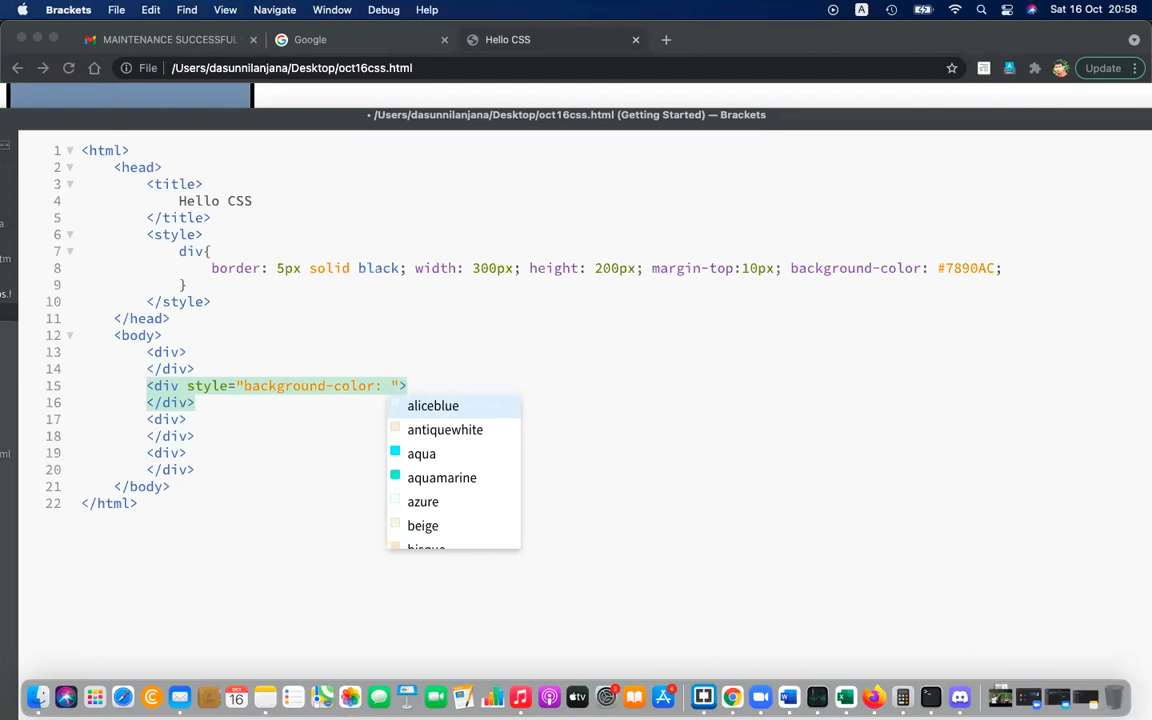 Brackets File Edit Find View Navigate Window Debug Help A Sat 16 Oct 20:58
MAINTENANCE SUCCESSFUL Google Hello CSS
File /Users/dasunnilanjana/Desktop/oct16css.html Update
• /Users/dasunnilanjana/Desktop/oct16css.html (Getting Started) — Brackets
1 <html>
2 <head>
3 <title>
4 Hello CSS
5 </title>
6 <style>
7 div{
8 border: 5px solid black; width: 300px; height: 200px; margin-top:10px; background-color: #7890AC;
9 }
10 </style>
11 </head>
12 <body>
13 <div>
14 </div>
15 <div style="background-color: ">
16 </div>
17 <div>
18 </div>
19 <div>
20 </div>
21 </body>
22 </html>
aliceblue
antiquewhite
aqua
aquamarine
azure
beige
bisque
OCT
16
tv